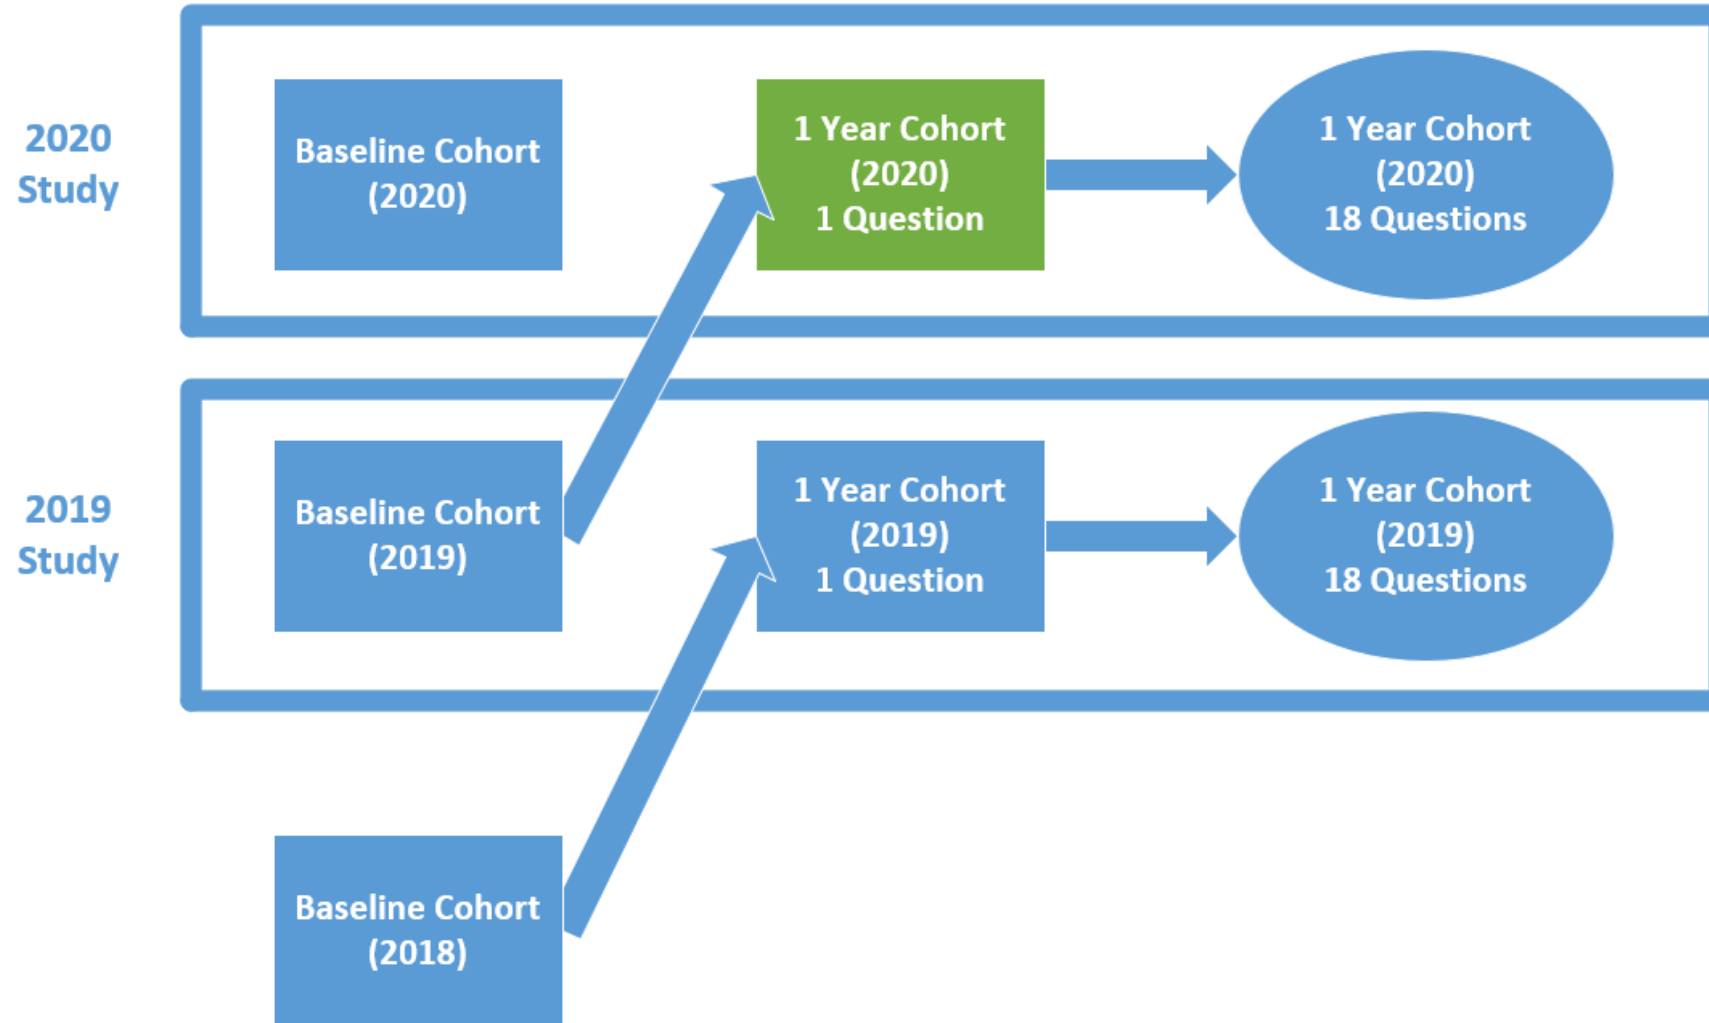 2020
Study
Baseline Cohort
(2020)
1 Year Cohort
(2020)
1 Question
1 Year Cohort
(2020)
18 Questions
2019
Study
Baseline Cohort
(2019)
1 Year Cohort
(2019)
1 Question
1 Year Cohort
(2019)
18 Questions
Baseline Cohort
(2018)